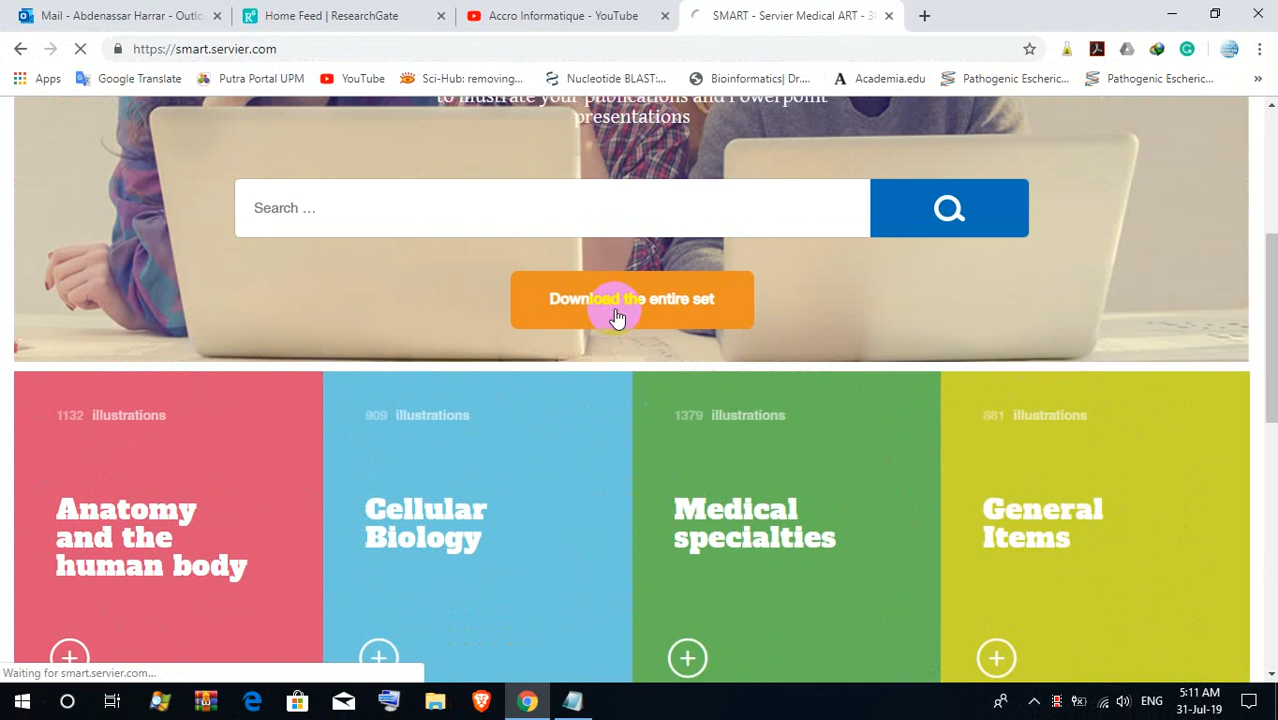 Mail - Abdenassar Harrar - Outlo
Home Feed | ResearchGate
Accro Informatique - YouTube
SMART - Servier Medical ART - 30
https://smart.servier.com
Apps
Google Translate
Putra Portal UPM
YouTube
Sci-Hub: removing...
Nucleotide BLAST:...
Bioinformatics| Dr....
Academia.edu
Pathogenic Escheric...
Pathogenic Escheric...
to illustrate your publications and Powerpoint
presentations
Search ...
Download the entire set
1132 illustrations
909 illustrations
1379 illustrations
881 illustrations
Anatomy
and the
human body
Cellular
Biology
Medical
specialties
General
Items
Waiting for smart.servier.com...
ENG
5:11 AM
31-Jul-19